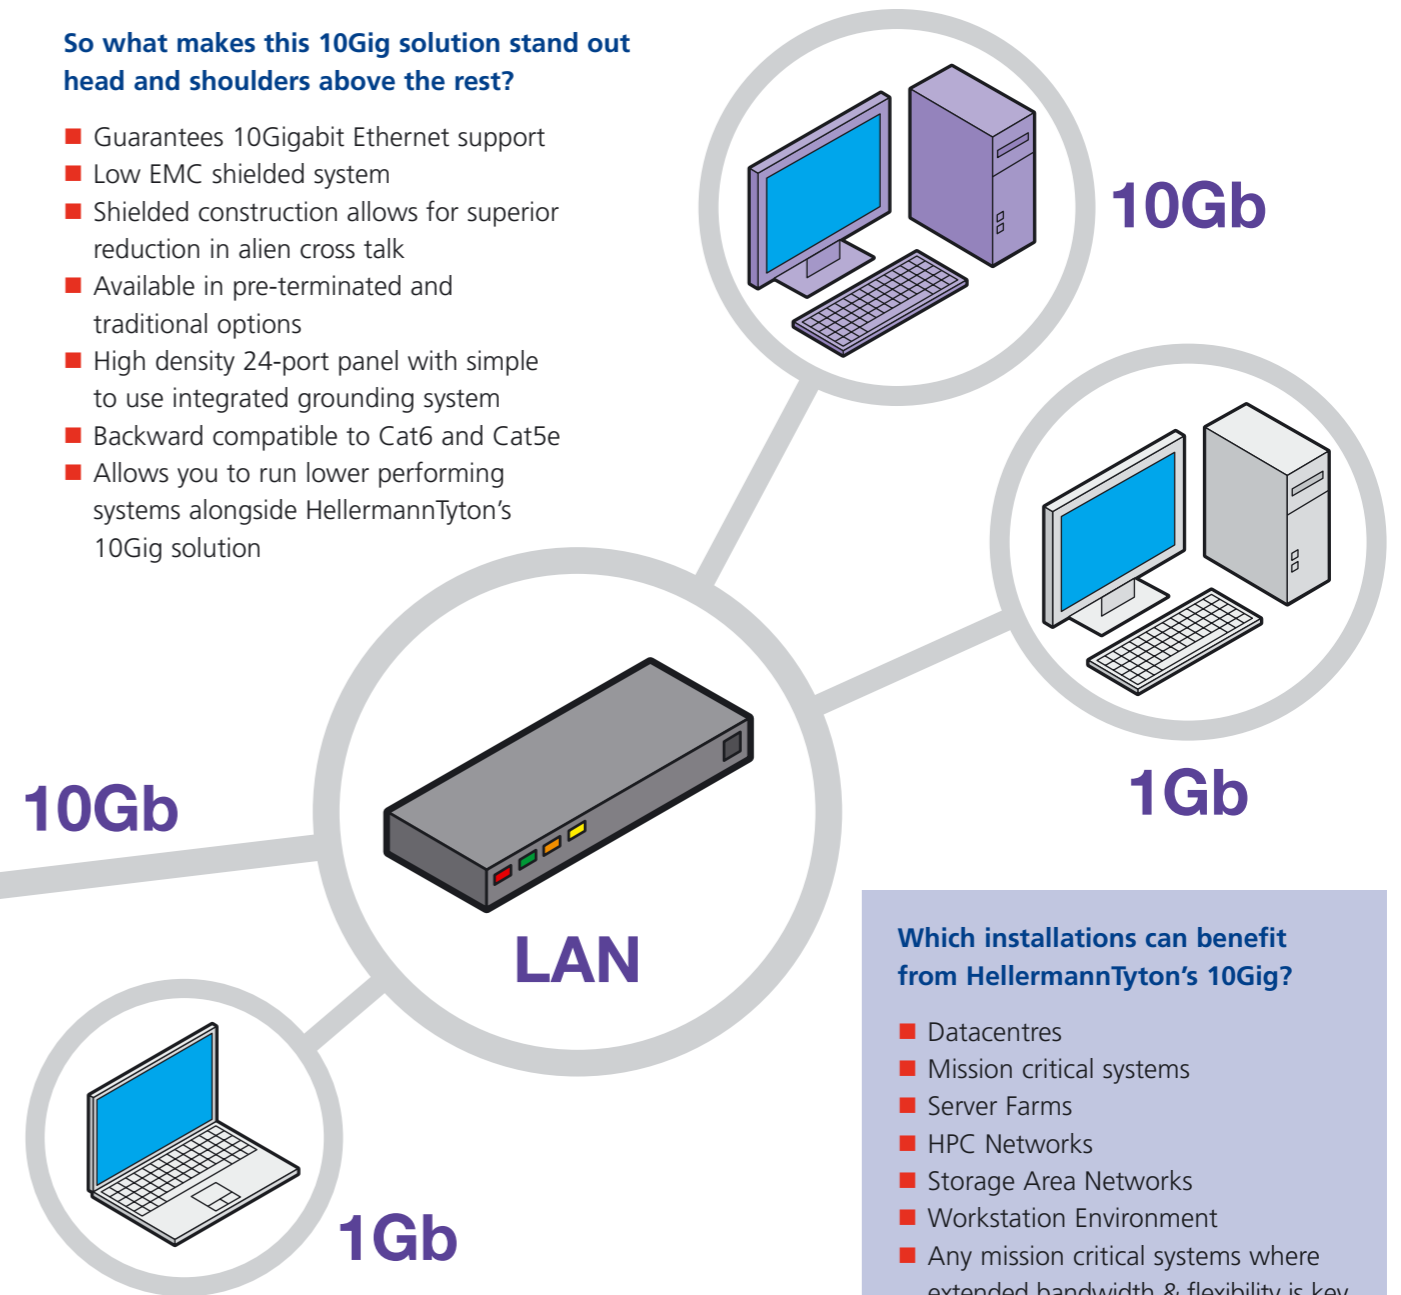 So what makes this 10Gig solution stand out
head and shoulders above the rest?
Guarantees 10Gigabit Ethernet support
Low EMC shielded system
Shielded construction allows for superior
reduction in alien cross talk
Available in pre-terminated and
traditional options
High density 24-port panel with simple
to use integrated grounding system
Backward compatible to Cat6 and Cat5e
Allows you to run lower performing
systems alongside HellermannTyton's
10Gig solution
10Gb
1Gb
10Gb
LAN
1Gb
Which installations can benefit
from HellermannTyton's 10Gig?
Datacentres
Mission critical systems
Server Farms
HPC Networks
Storage Area Networks
Workstation Environment
Any mission critical systems where
extended bandwidth & flexibility is key